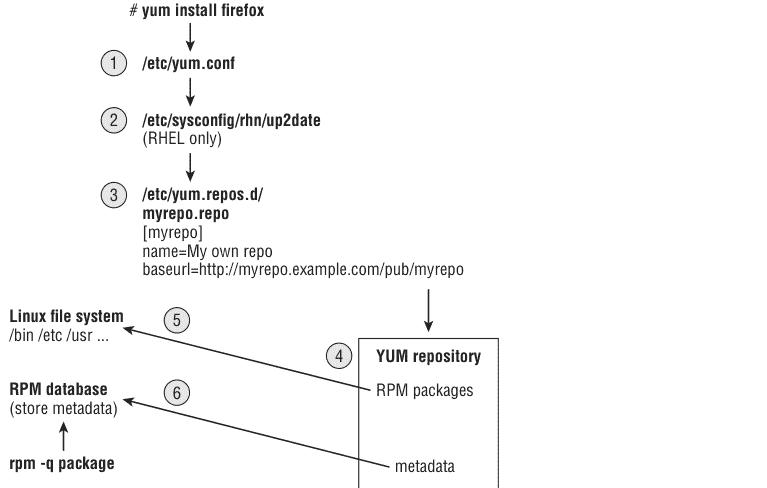 # yum install firefox
1 /etc/yum.conf
2 /etc/sysconfig/rhn/up2date
(RHEL only)
3 /etc/yum.repos.d/
myrepo.repo
[myrepo]
name=My own repo
baseurl=http://myrepo.example.com/pub/myrepo
Linux file system
/bin /etc /usr ...
5
4 YUM repository
RPM packages
RPM database
(store metadata)
6
rpm -q package
metadata